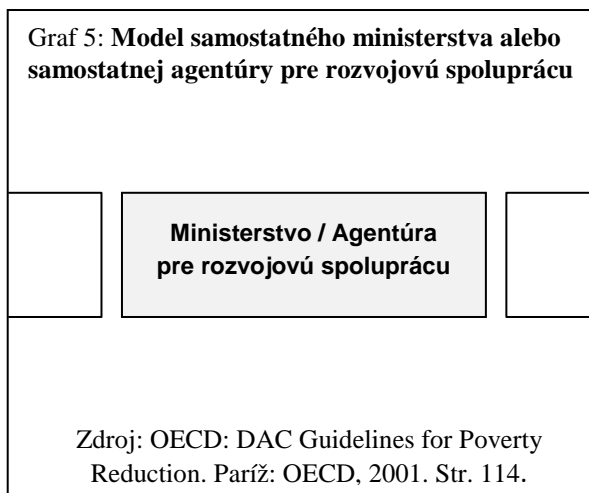 Graf 5: Model samostatného ministerstva alebo
samostatnej agentúry pre rozvojovú spoluprácu
Ministerstvo / Agentúra
pre rozvojovú spoluprácu
Zdroj: OECD: DAC Guidelines for Poverty
Reduction. Paríž: OECD, 2001. Str. 114.